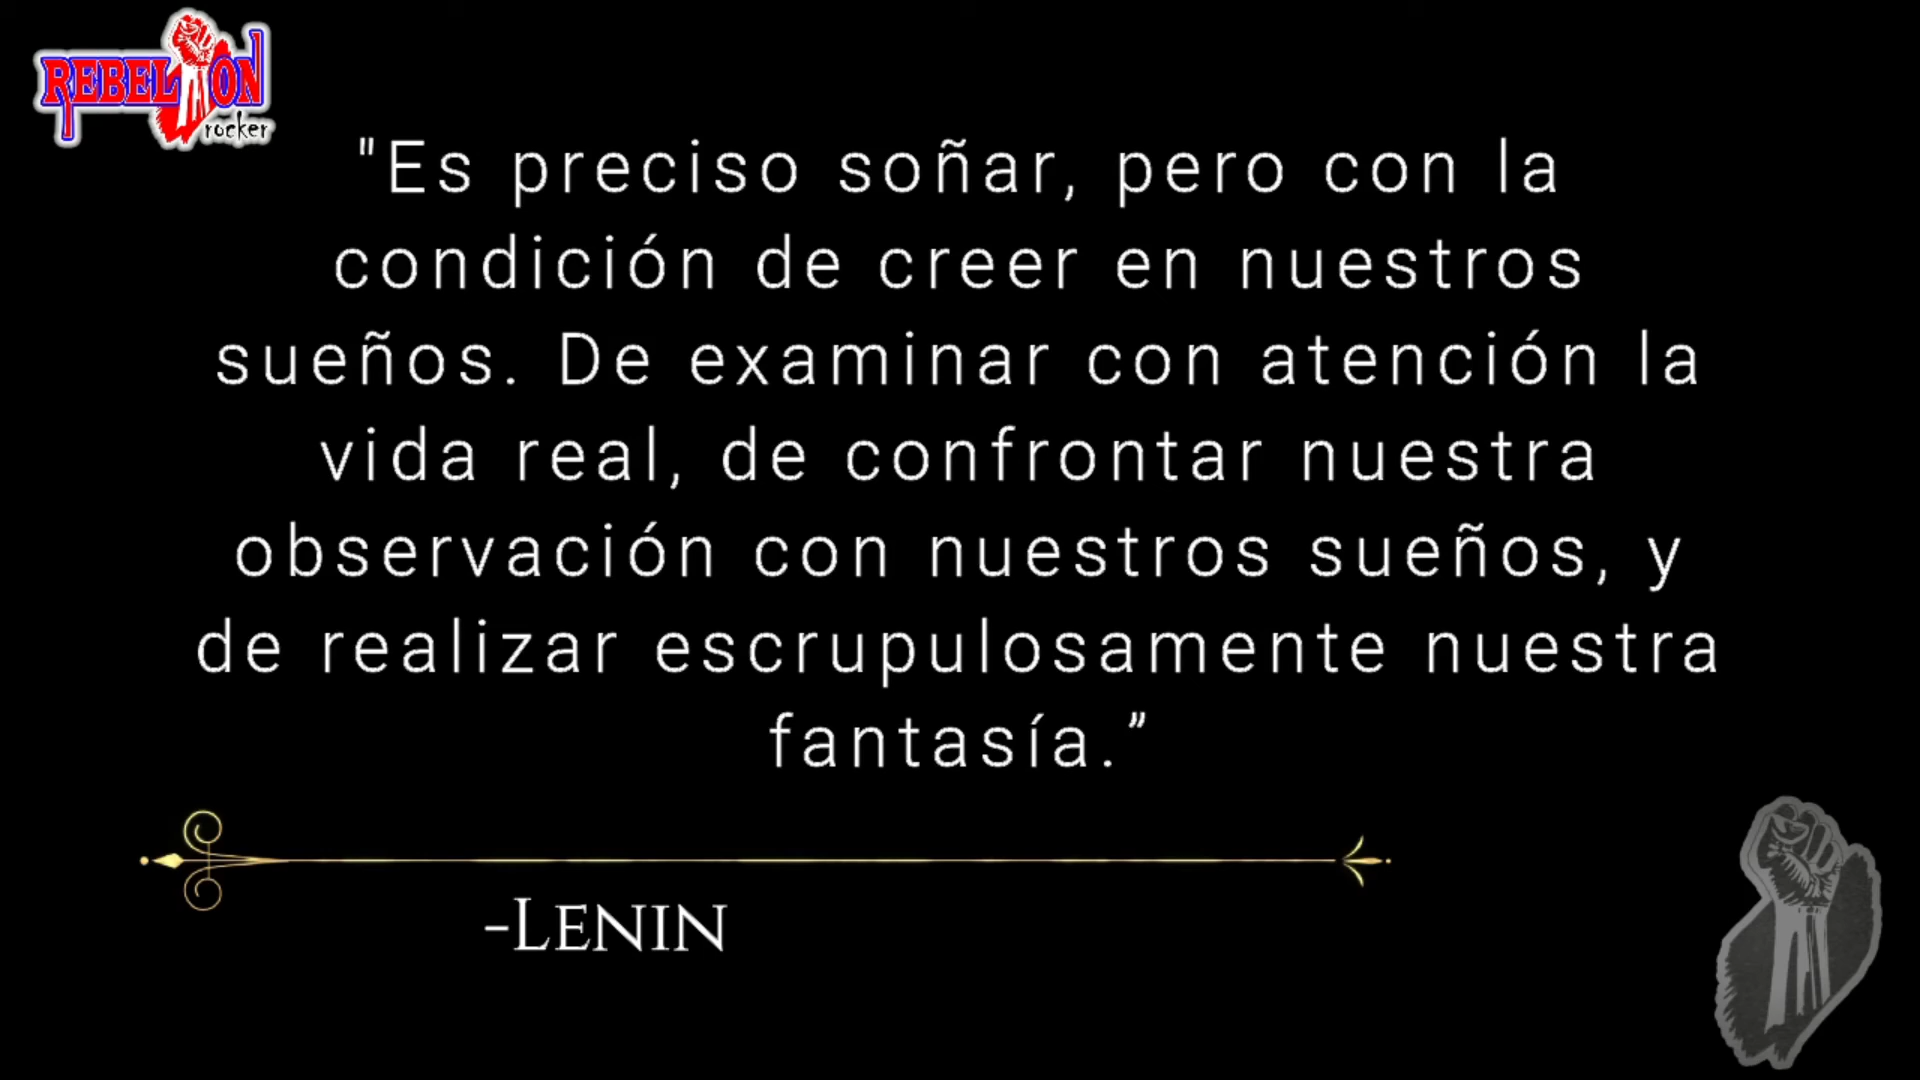 REBELION
rocker
"Es preciso soñar, pero con la
condición de creer en nuestros
sueños. De examinar con atención la
vida real, de confrontar nuestra
observación con nuestros sueños, y
de realizar escrupulosamente nuestra
fantasía.”
-LENIN